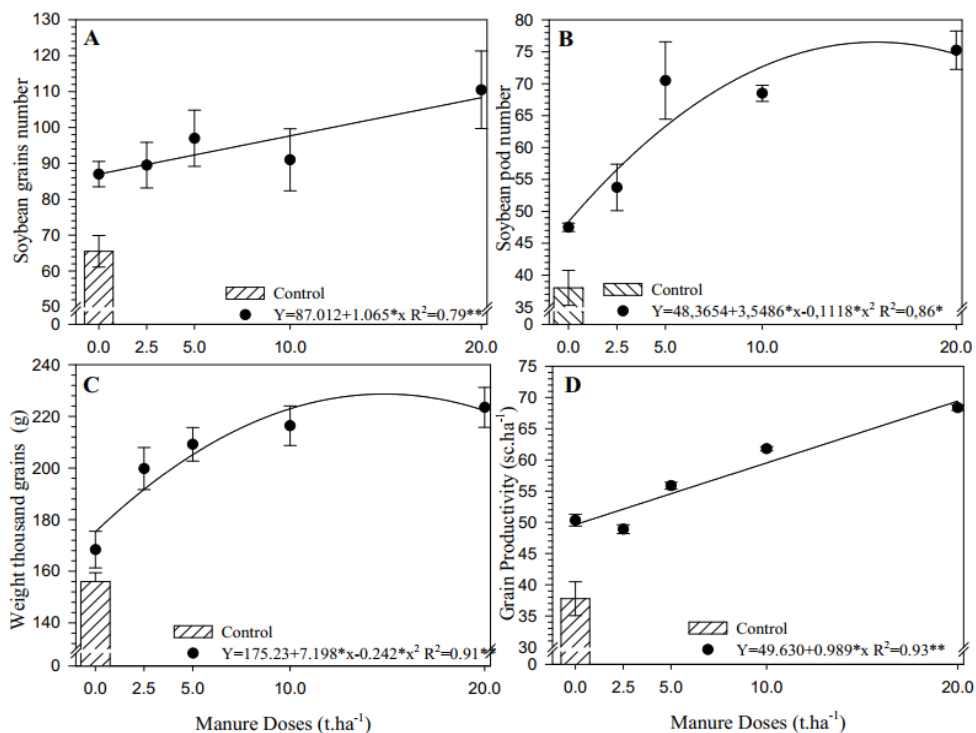 A
Soybean grains number
130
120
110
100
90
80
70
60
50
0
Control
Y=87.012+1.065*x R²=0.79**
0.0 2.5 5.0 10.0 20.0
B
Soybean pod number
75
70
65
60
55
50
45
40
35
0
Control
Y=48,3654+3,5486*x-0,1118*x² R²=0,86*
0.0 2.5 5.0 10.0 20.0
C
Weight thousand grains (g)
240
220
200
180
160
140
0
Control
Y=175.23+7.198*x-0.242*x² R²=0.91**
0.0 2.5 5.0 10.0 20.0
Manure Doses (t.ha⁻¹)
D
Grain Productivity (sc.ha⁻¹)
75
70
65
60
55
50
45
40
35
30
0
Control
Y=49.630+0.989*x R²=0.93**
0.0 2.5 5.0 10.0 20.0
Manure Doses (t.ha⁻¹)